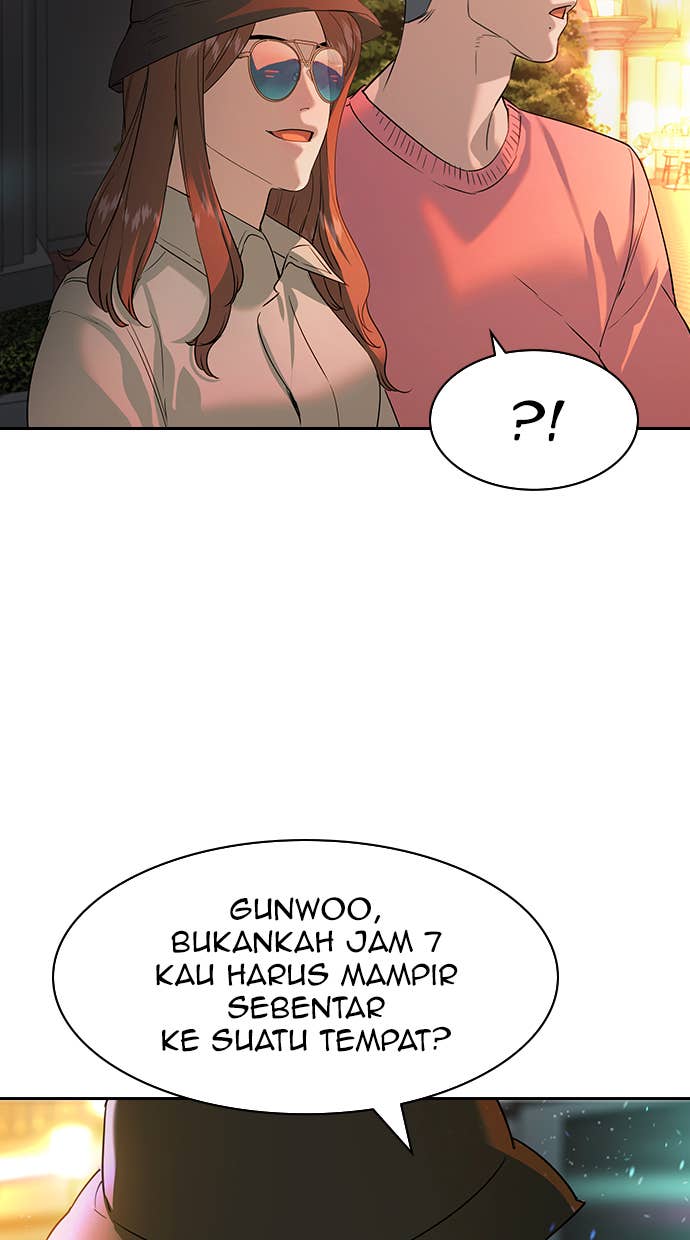 ?!
GUNWOO,
BUKANKAH JAM 7
KAU HARUS MAMPIR
SEBENTAR
KE SUATU TEMPAT?